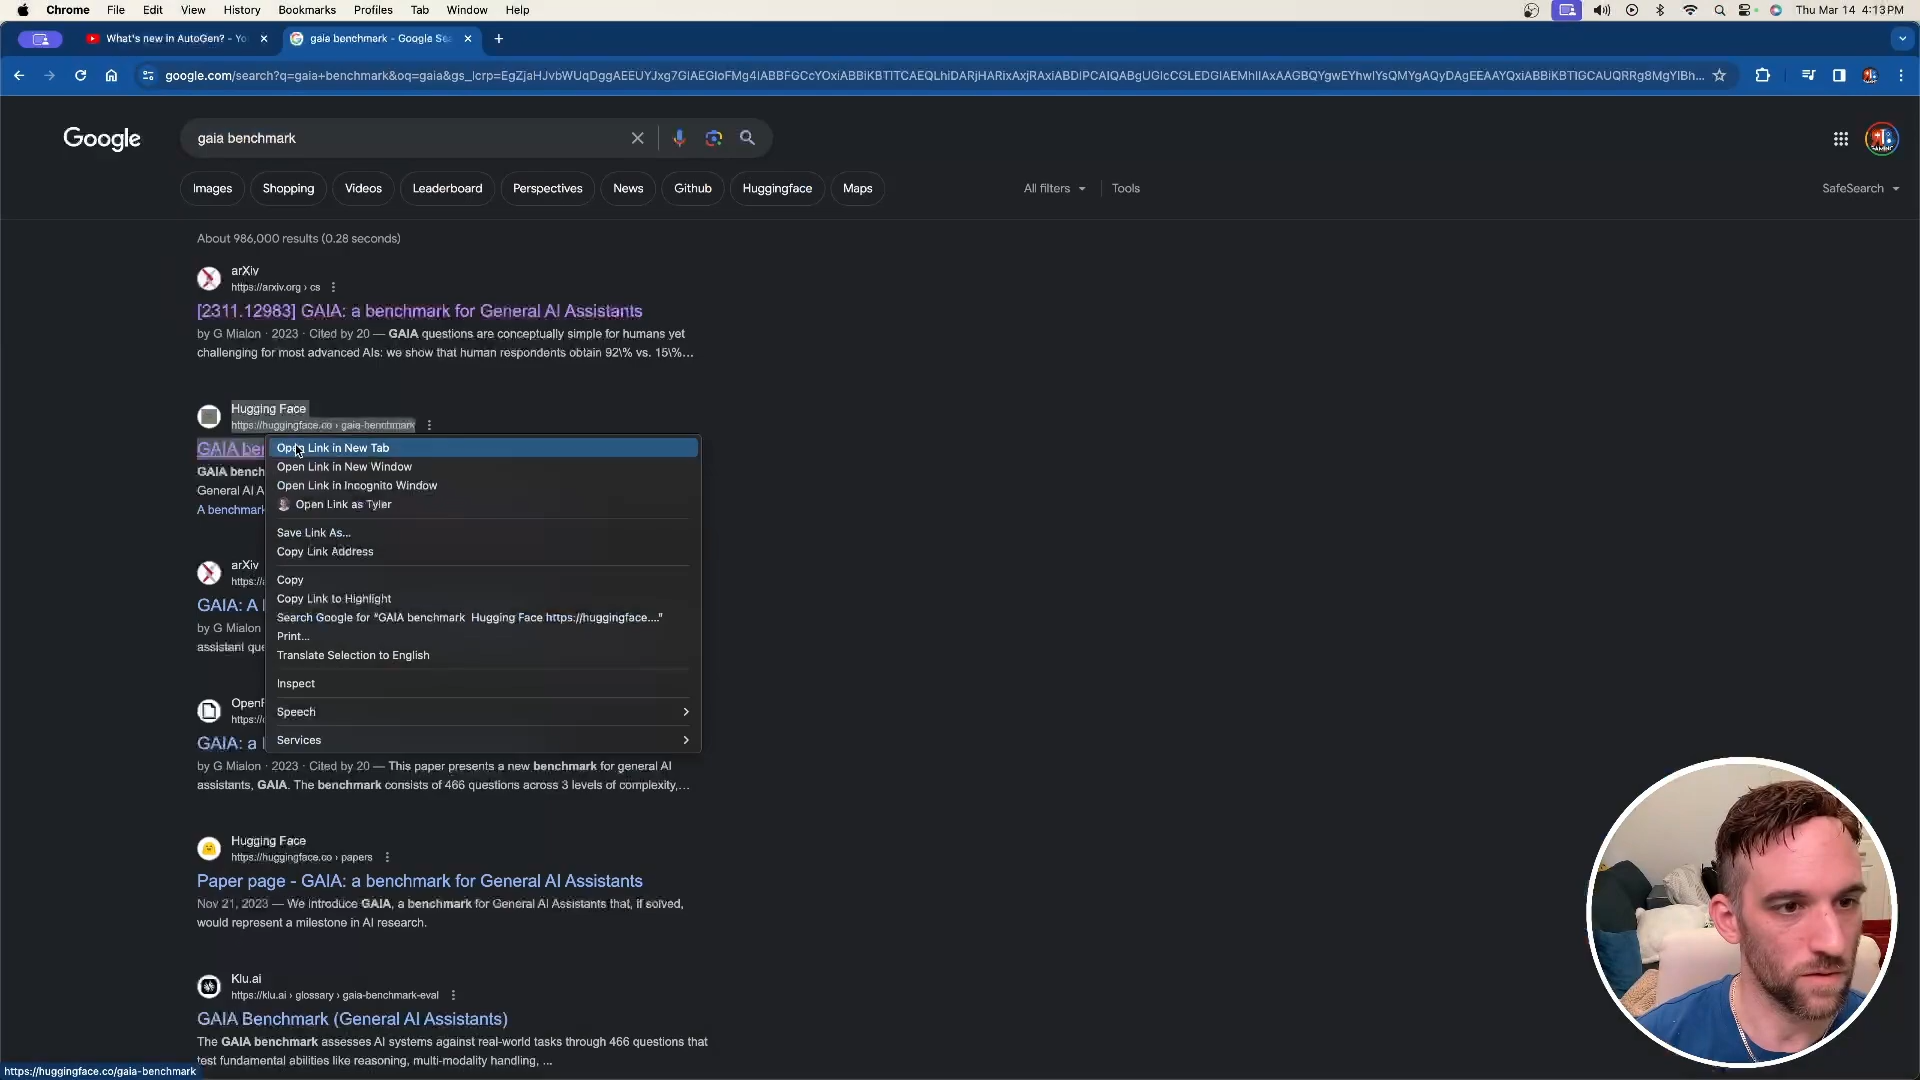 Chrome File Edit View History Bookmarks Profiles Tab Window Help Thu Mar 14 4:13 PM
What's new in AutoGen? - Yo gaia benchmark - Google Sea
google.com/search?q=gaia+benchmark&oq=gaia&gs_lcrp=
Google gaia benchmark
Images Shopping Videos Leaderboard Perspectives News Github Huggingface Maps All filters Tools SafeSearch
About 986,000 results (0.28 seconds)
arXiv
https://arxiv.org › cs
[2311.12983] GAIA: a benchmark for General AI Assistants
by G Mialon · 2023 · Cited by 20 — GAIA questions are conceptually simple for humans yet
challenging for most advanced AIs: we show that human respondents obtain 92\% vs. 15\%...
Hugging Face
https://huggingface.co › gaia-benchmark
GAIA ben
GAIA bench
General AI A
A benchmark
Open Link in New Tab
Open Link in New Window
Open Link in Incognito Window
Open Link as Tyler
Save Link As...
Copy Link Address
Copy
Copy Link to Highlight
Search Google for “GAIA benchmark Hugging Face https://huggingface....”
Print...
Translate Selection to English
Inspect
Speech
Services
arXiv
https://a
GAIA: A
by G Mialon
assistant que
OpenR
https://
GAIA: a
by G Mialon · 2023 · Cited by 20 — This paper presents a new benchmark for general AI
assistants, GAIA. The benchmark consists of 466 questions across 3 levels of complexity,...
Hugging Face
https://huggingface.co › papers
Paper page - GAIA: a benchmark for General AI Assistants
Nov 21, 2023 — We introduce GAIA, a benchmark for General AI Assistants that, if solved,
would represent a milestone in AI research.
Klu.ai
https://klu.ai › glossary › gaia-benchmark-eval
GAIA Benchmark (General AI Assistants)
The GAIA benchmark assesses AI systems against real-world tasks through 466 questions that
test fundamental abilities like reasoning, multi-modality handling, ...
https://huggingface.co/gaia-benchmark